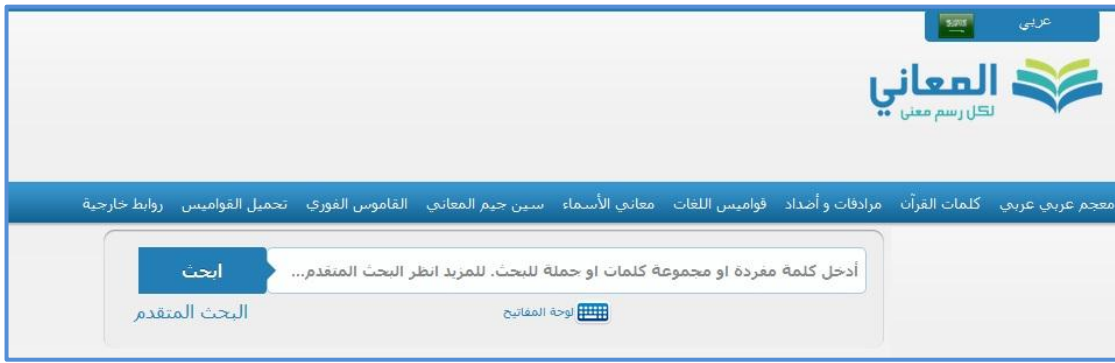 عربي
المعاني
لكل رسم معنى
معجم عربي عربي كلمات القرآن مرادفات و أضداد قواميس اللغات معاني الأسماء سين جيم المعاني القاموس الفوري تحميل القواميس روابط خارجية
أدخل كلمة مفردة او مجموعة كلمات او جملة للبحث. للمزيد انظر البحث المتقدم... ابحث
لوحة المفاتيح البحث المتقدم